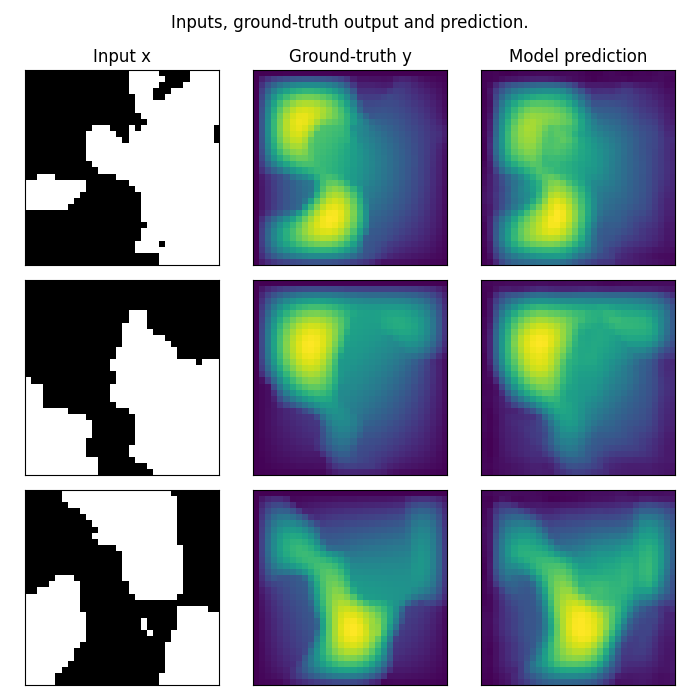 Inputs, ground-truth output and prediction.
Input x
Ground-truth y
Model prediction